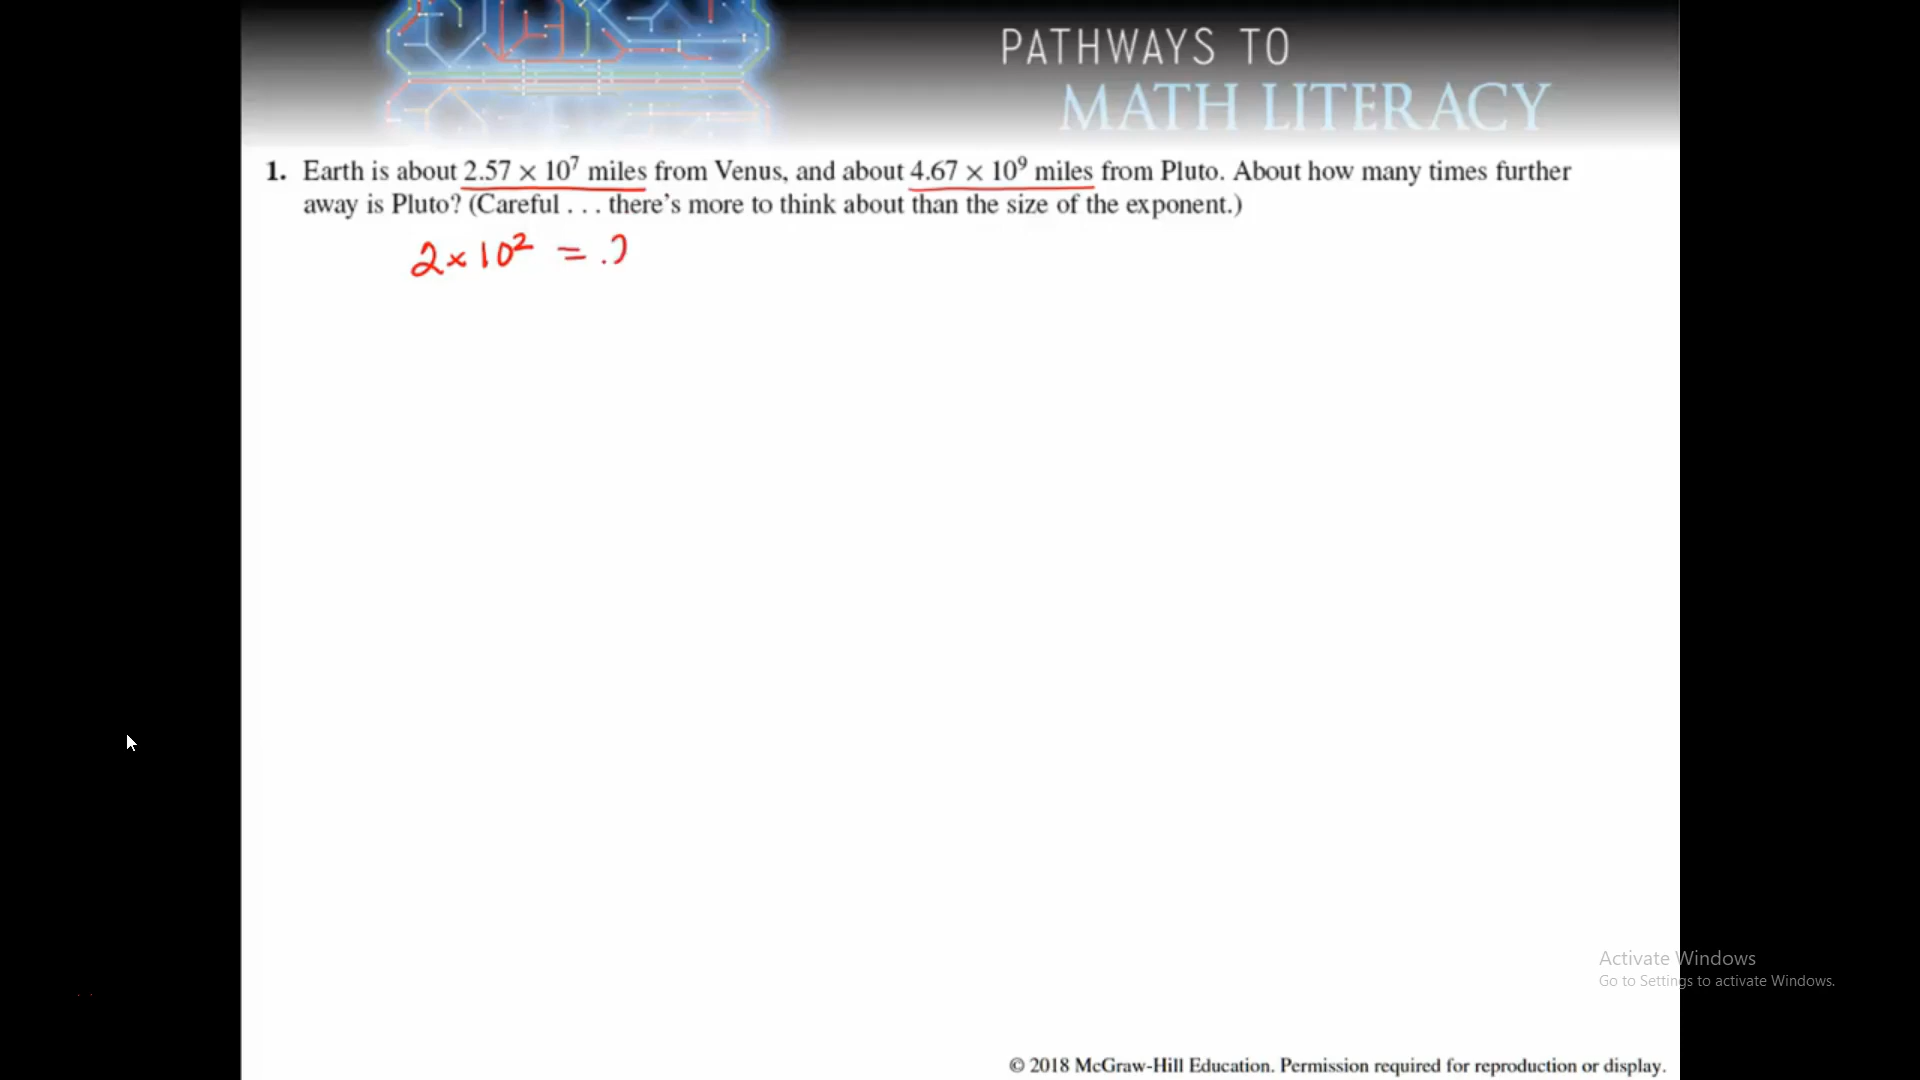 PATHWAYS TO
MATH LITERACY
1. Earth is about 2.57 × 10⁷ miles from Venus, and about 4.67 × 10⁹ miles from Pluto. About how many times further
away is Pluto? (Careful . . . there’s more to think about than the size of the exponent.)
2 × 10² = .
Activate Windows
Go to Settings to activate Windows.
© 2018 McGraw-Hill Education. Permission required for reproduction or display.